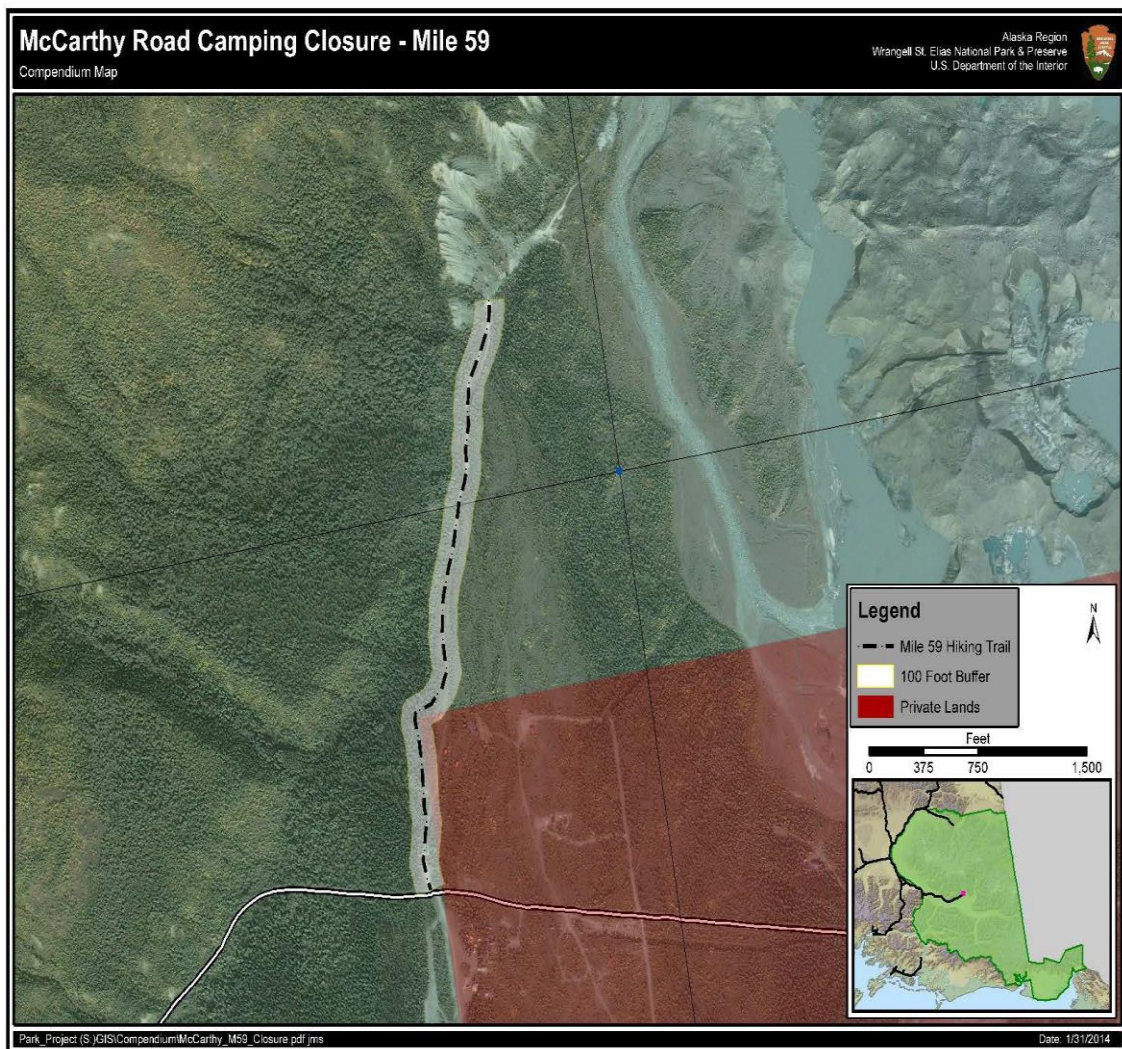 McCarthy Road Camping Closure - Mile 59
Compendium Map
Alaska Region
Wrangell St. Elias National Park & Preserve
U.S. Department of the Interior
Legend
N
Mile 59 Hiking Trail
100 Foot Buffer
Private Lands
Feet
0 375 750 1,500
Park_Project (S:)GIS\Compendium\McCarthy_M59_Closure.pdf jms
Date: 1/31/2014